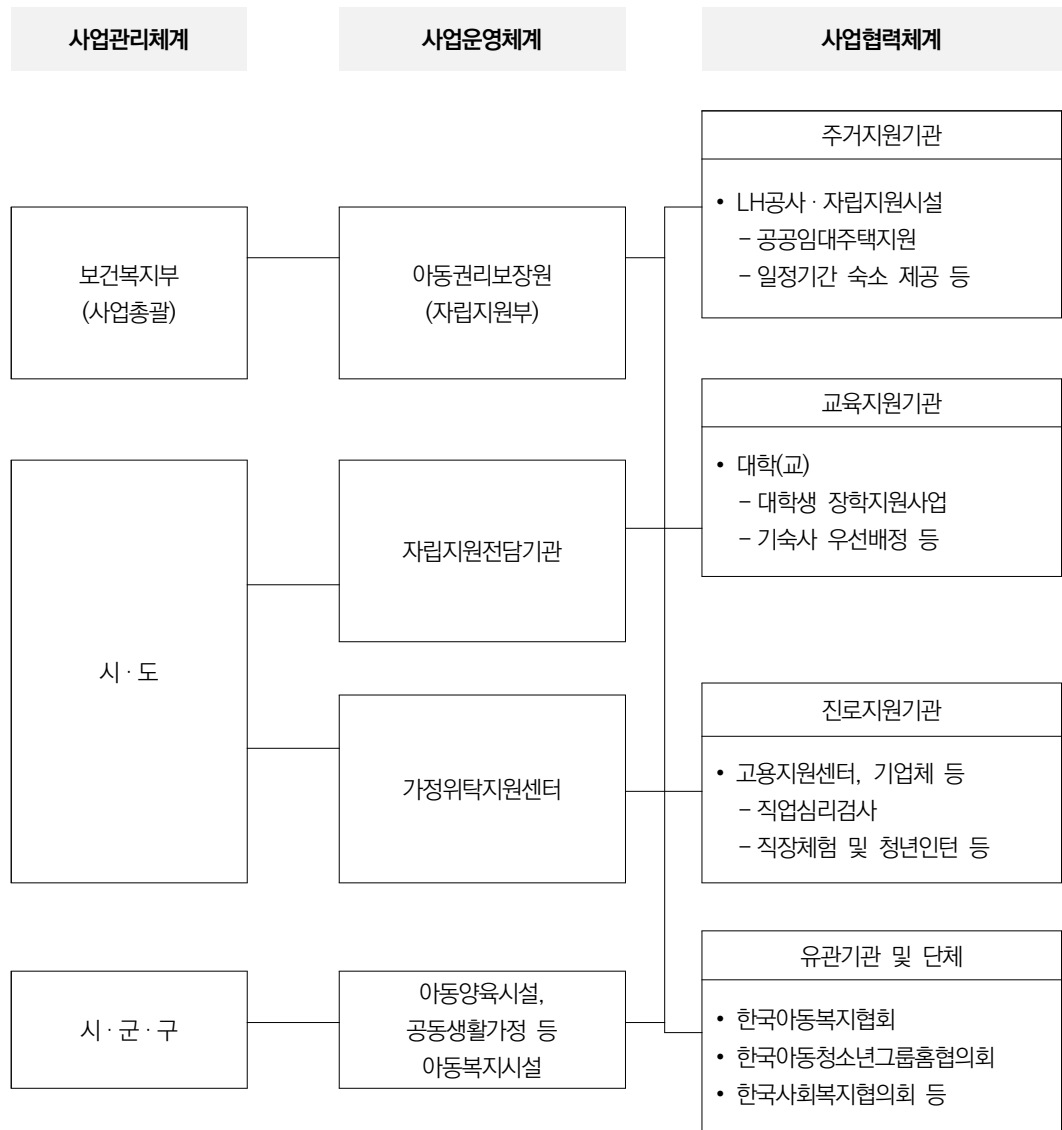 사업관리체계
사업운영체계
사업협력체계
보건복지부
(사업총괄)
아동권리보장원
(자립지원부)
주거지원기관
• LH공사 · 자립지원시설
– 공공임대주택지원
– 일정기간 숙소 제공 등
시 · 도
자립지원전담기관
가정위탁지원센터
교육지원기관
• 대학(교)
– 대학생 장학지원사업
– 기숙사 우선배정 등
진로지원기관
• 고용지원센터, 기업체 등
– 직업심리검사
– 직장체험 및 청년인턴 등
시 · 군 · 구
아동양육시설,
공동생활가정 등
아동복지시설
유관기관 및 단체
• 한국아동복지협회
• 한국아동청소년그룹홈협의회
• 한국사회복지협의회 등